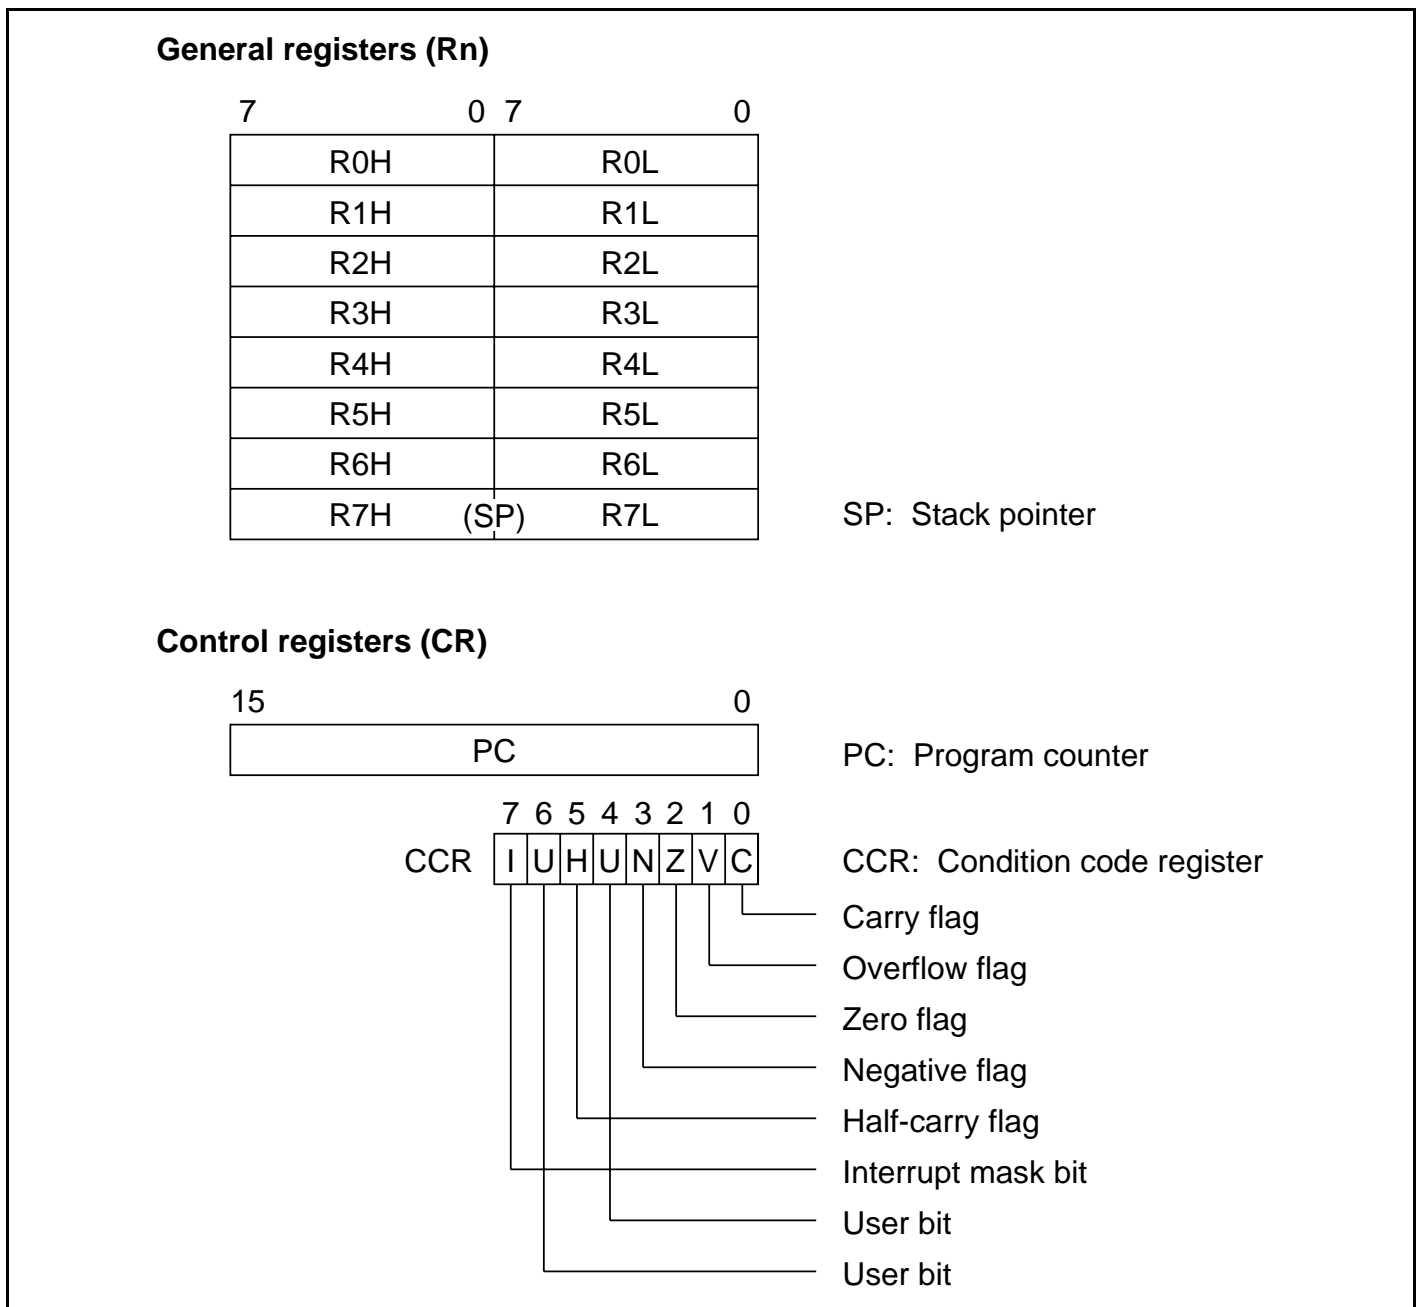 General registers (Rn)
7 0 7 0
R0H R0L
R1H R1L
R2H R2L
R3H R3L
R4H R4L
R5H R5L
R6H R6L
R7H (SP) R7L SP: Stack pointer
Control registers (CR)
15 0
PC PC: Program counter
7 6 5 4 3 2 1 0
CCR I U H U N Z V C CCR: Condition code register
Carry flag
Overflow flag
Zero flag
Negative flag
Half-carry flag
Interrupt mask bit
User bit
User bit